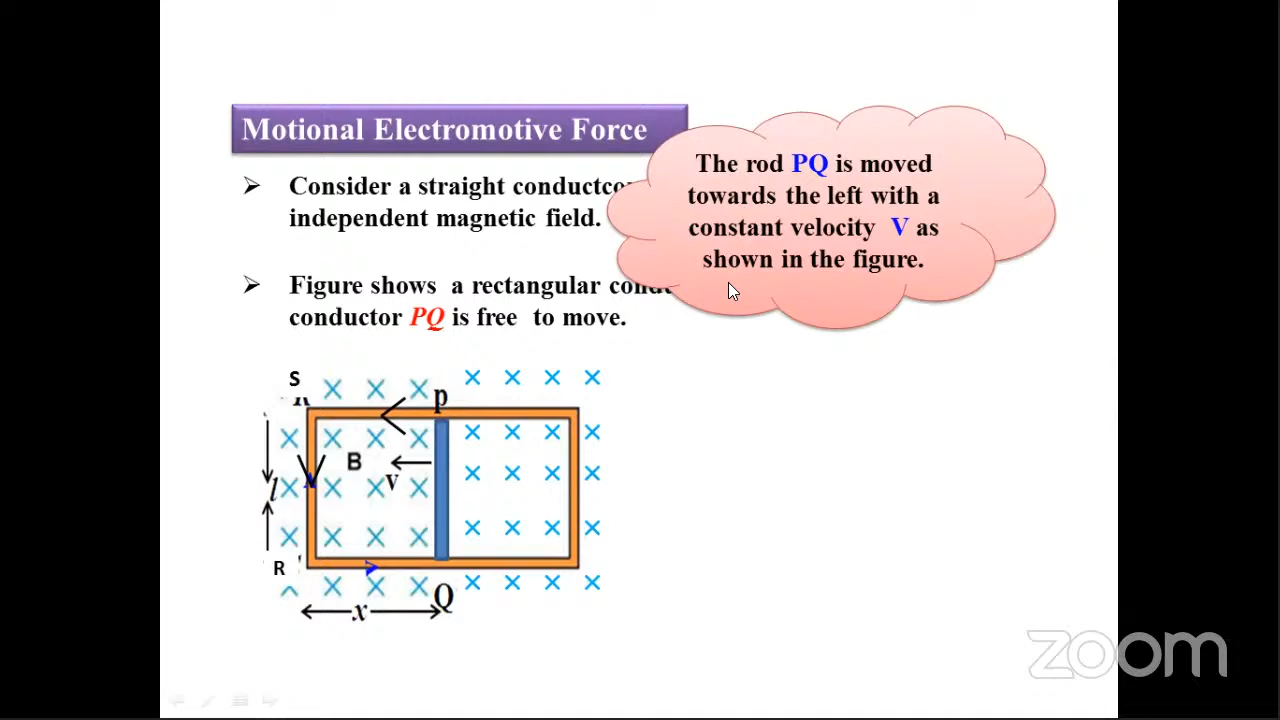 Motional Electromotive Force
The rod PQ is moved
towards the left with a
constant velocity V as
shown in the figure.
Consider a straight
independent magnetic field.
Figure shows a rectangular
conductor PQ is free to move.
S
p
B
v
l
R
Q
x
zoom